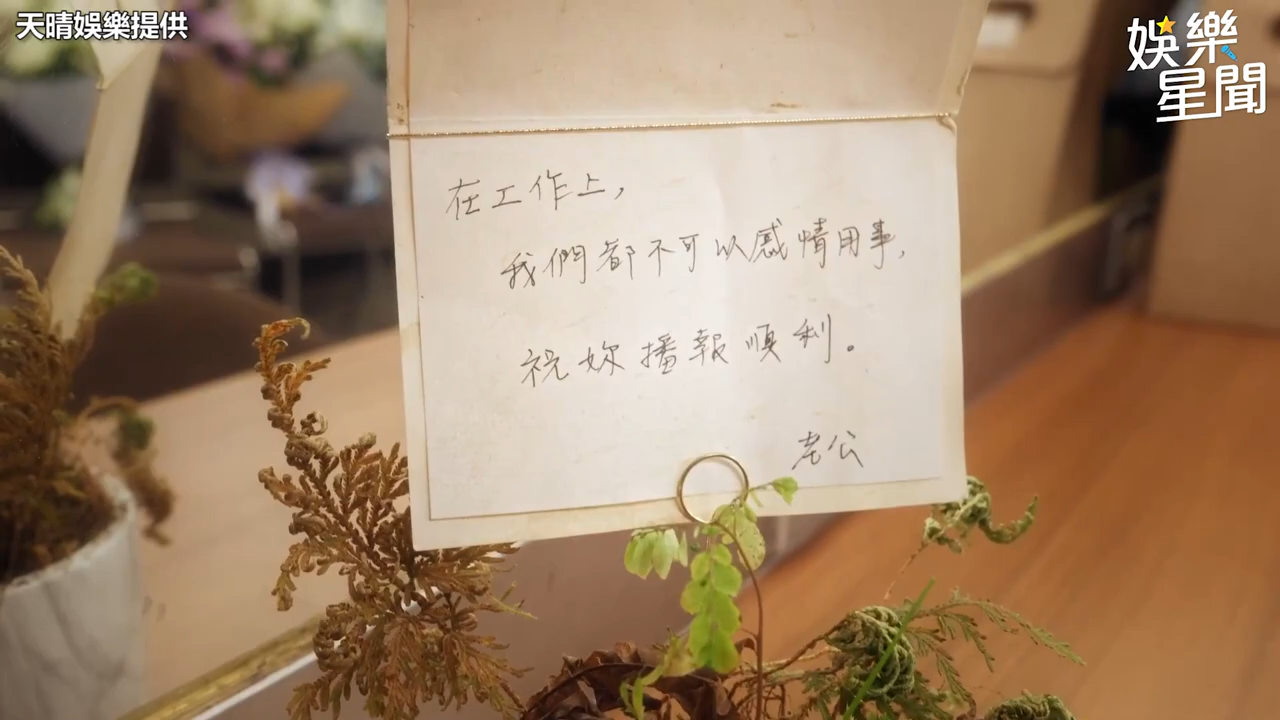 天晴娛樂提供
娛樂
星聞
在工作上,
我們都不可以感情用事,
祝妳播報順利。
老公